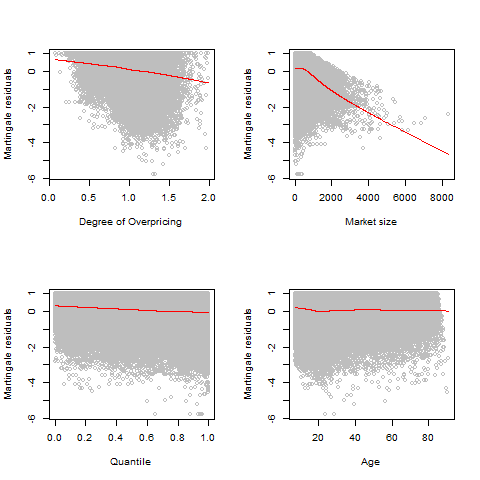 Martingale residuals
1
0
-2
-4
-6
0.0 0.5 1.0 1.5 2.0
Degree of Overpricing
Martingale residuals
1
0
-2
-4
-6
0 2000 4000 6000 8000
Market size
Martingale residuals
1
0
-2
-4
-6
0.0 0.2 0.4 0.6 0.8 1.0
Quantile
Martingale residuals
1
0
-2
-4
-6
20 40 60 80
Age